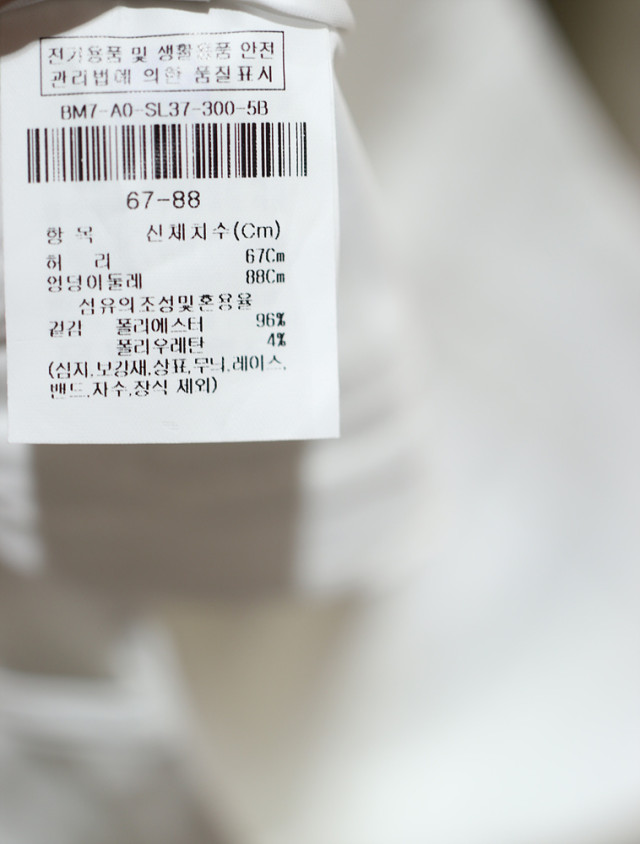 전기용품 및 생활용품 안전
관리법에 의한 품질표시
BM7-A0-SL37-300-5B
67-88
항 목 신체치수(Cm)
허 리 67Cm
엉덩이둘레 88Cm
섬유의조성및혼용율
겉감 폴리에스터 96%
폴리우레탄 4%
(심지.보강재.상표.무늬.레이스.
밴드.자수.장식 제외)